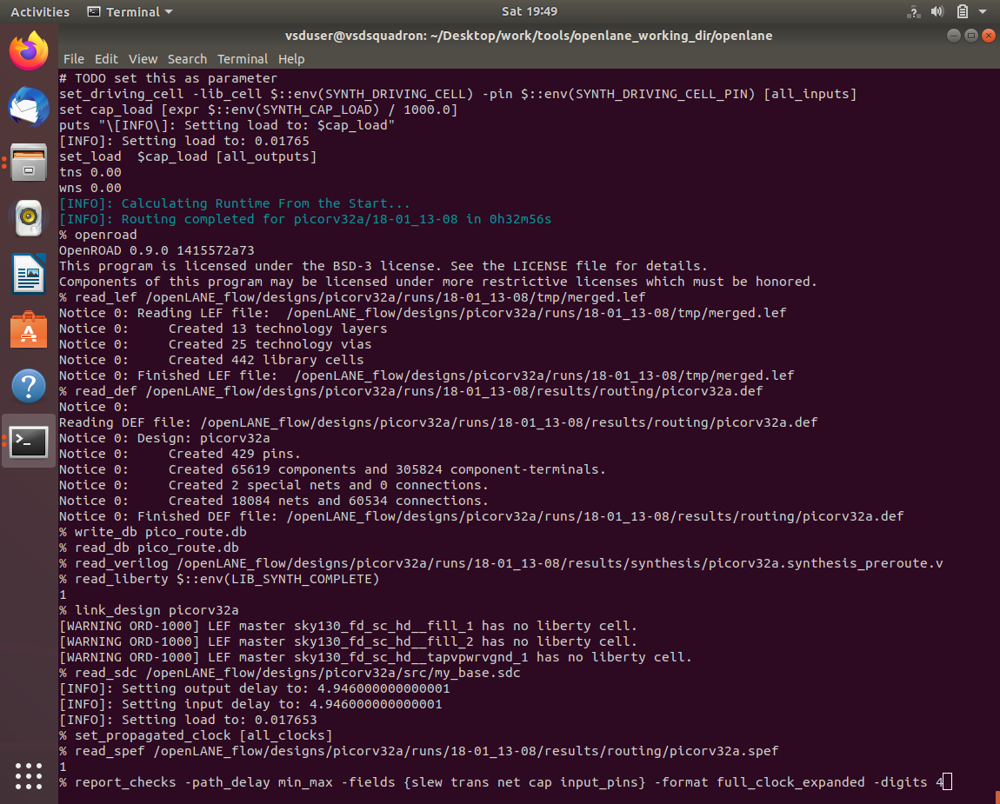 Activities Terminal Sat 19:49
vsduser@vsdsquadron: ~/Desktop/work/tools/openlane_working_dir/openlane
File Edit View Search Terminal Help
# TODO set this as parameter
set_driving_cell -lib_cell $::env(SYNTH_DRIVING_CELL) -pin $::env(SYNTH_DRIVING_CELL_PIN) [all_inputs]
set cap_load [expr $::env(SYNTH_CAP_LOAD) / 1000.0]
puts "\[INFO\]: Setting load to: $cap_load"
[INFO]: Setting load to: 0.01765
set_load  $cap_load [all_outputs]
tns 0.00
wns 0.00
[INFO]: Calculating Runtime From the Start...
[INFO]: Routing completed for picorv32a/18-01_13-08 in 0h32m56s
% openroad
OpenROAD 0.9.0 1415572a73
This program is licensed under the BSD-3 license. See the LICENSE file for details.
Components of this program may be licensed under more restrictive licenses which must be honored.
% read_lef /openLANE_flow/designs/picorv32a/runs/18-01_13-08/tmp/merged.lef
Notice 0: Reading LEF file:  /openLANE_flow/designs/picorv32a/runs/18-01_13-08/tmp/merged.lef
Notice 0:     Created 13 technology layers
Notice 0:     Created 25 technology vias
Notice 0:     Created 442 library cells
Notice 0: Finished LEF file:  /openLANE_flow/designs/picorv32a/runs/18-01_13-08/tmp/merged.lef
% read_def /openLANE_flow/designs/picorv32a/runs/18-01_13-08/results/routing/picorv32a.def
Notice 0:
Reading DEF file: /openLANE_flow/designs/picorv32a/runs/18-01_13-08/results/routing/picorv32a.def
Notice 0: Design: picorv32a
Notice 0:     Created 429 pins.
Notice 0:     Created 65619 components and 305824 component-terminals.
Notice 0:     Created 2 special nets and 0 connections.
Notice 0:     Created 18084 nets and 60534 connections.
Notice 0: Finished DEF file: /openLANE_flow/designs/picorv32a/runs/18-01_13-08/results/routing/picorv32a.def
% write_db pico_route.db
% read_db pico_route.db
% read_verilog /openLANE_flow/designs/picorv32a/runs/18-01_13-08/results/synthesis/picorv32a.synthesis_preroute.v
% read_liberty $::env(LIB_SYNTH_COMPLETE)
1
% link_design picorv32a
[WARNING ORD-1000] LEF master sky130_fd_sc_hd__fill_1 has no liberty cell.
[WARNING ORD-1000] LEF master sky130_fd_sc_hd__fill_2 has no liberty cell.
[WARNING ORD-1000] LEF master sky130_fd_sc_hd__tapvpwrvgnd_1 has no liberty cell.
% read_sdc /openLANE_flow/designs/picorv32a/src/my_base.sdc
[INFO]: Setting output delay to: 4.946000000000001
[INFO]: Setting input delay to: 4.946000000000001
[INFO]: Setting load to: 0.017653
% set_propagated_clock [all_clocks]
% read_spef /openLANE_flow/designs/picorv32a/runs/18-01_13-08/results/routing/picorv32a.spef
1
% report_checks -path_delay min_max -fields {slew trans net cap input_pins} -format full_clock_expanded -digits 4